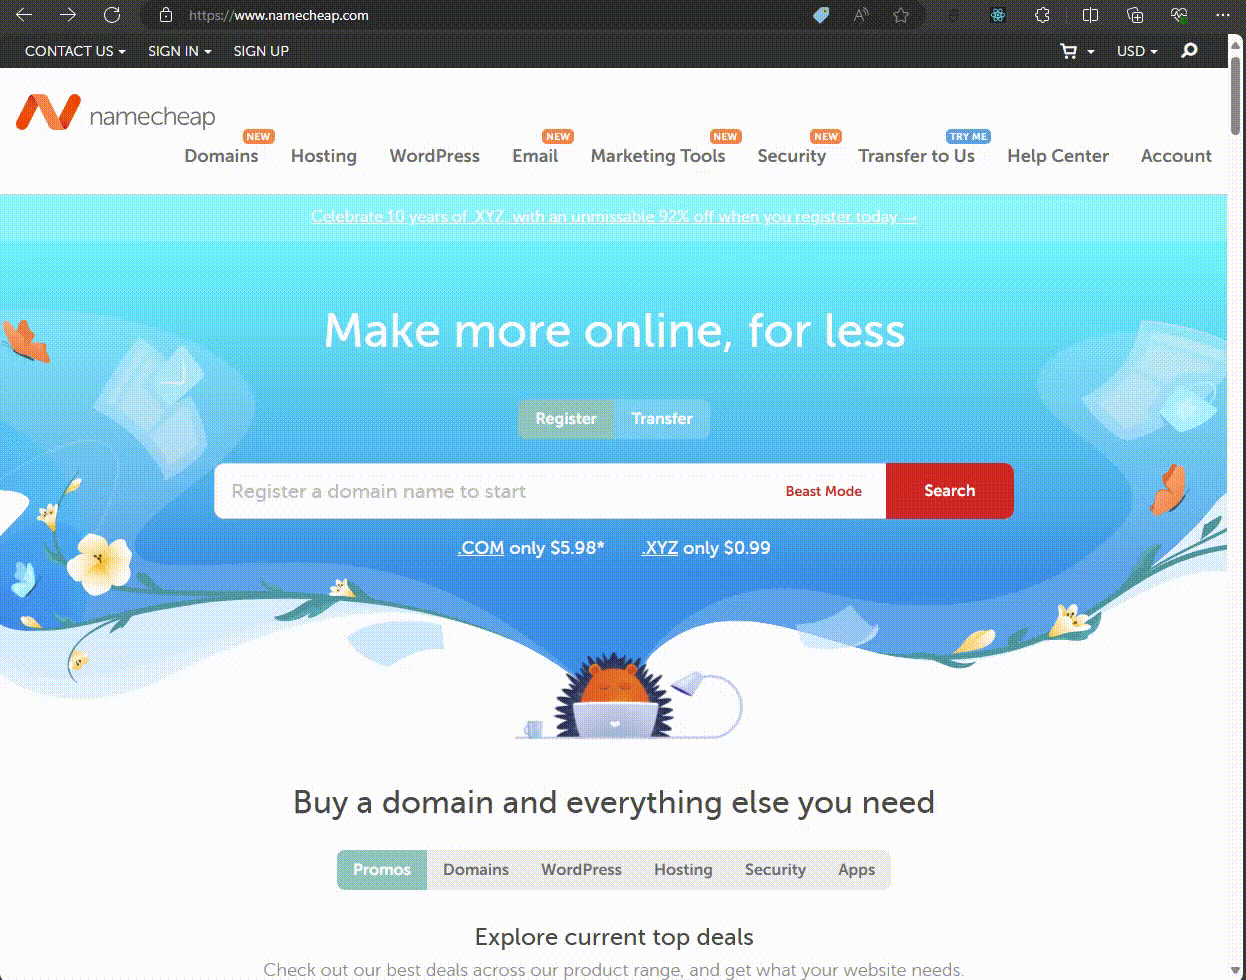 https://www.namecheap.com
CONTACT US SIGN IN SIGN UP USD
namecheap
NEW NEW NEW NEW TRY ME
Domains Hosting WordPress Email Marketing Tools Security Transfer to Us Help Center Account
Celebrate 10 years of .XYZ, with an unmissable 92% off when you register today →
Make more online, for less
Register Transfer
Register a domain name to start Beast Mode Search
.COM only $5.98* .XYZ only $0.99
Buy a domain and everything else you need
Promos Domains WordPress Hosting Security Apps
Explore current top deals
Check out our best deals across our product range, and get what your website needs.